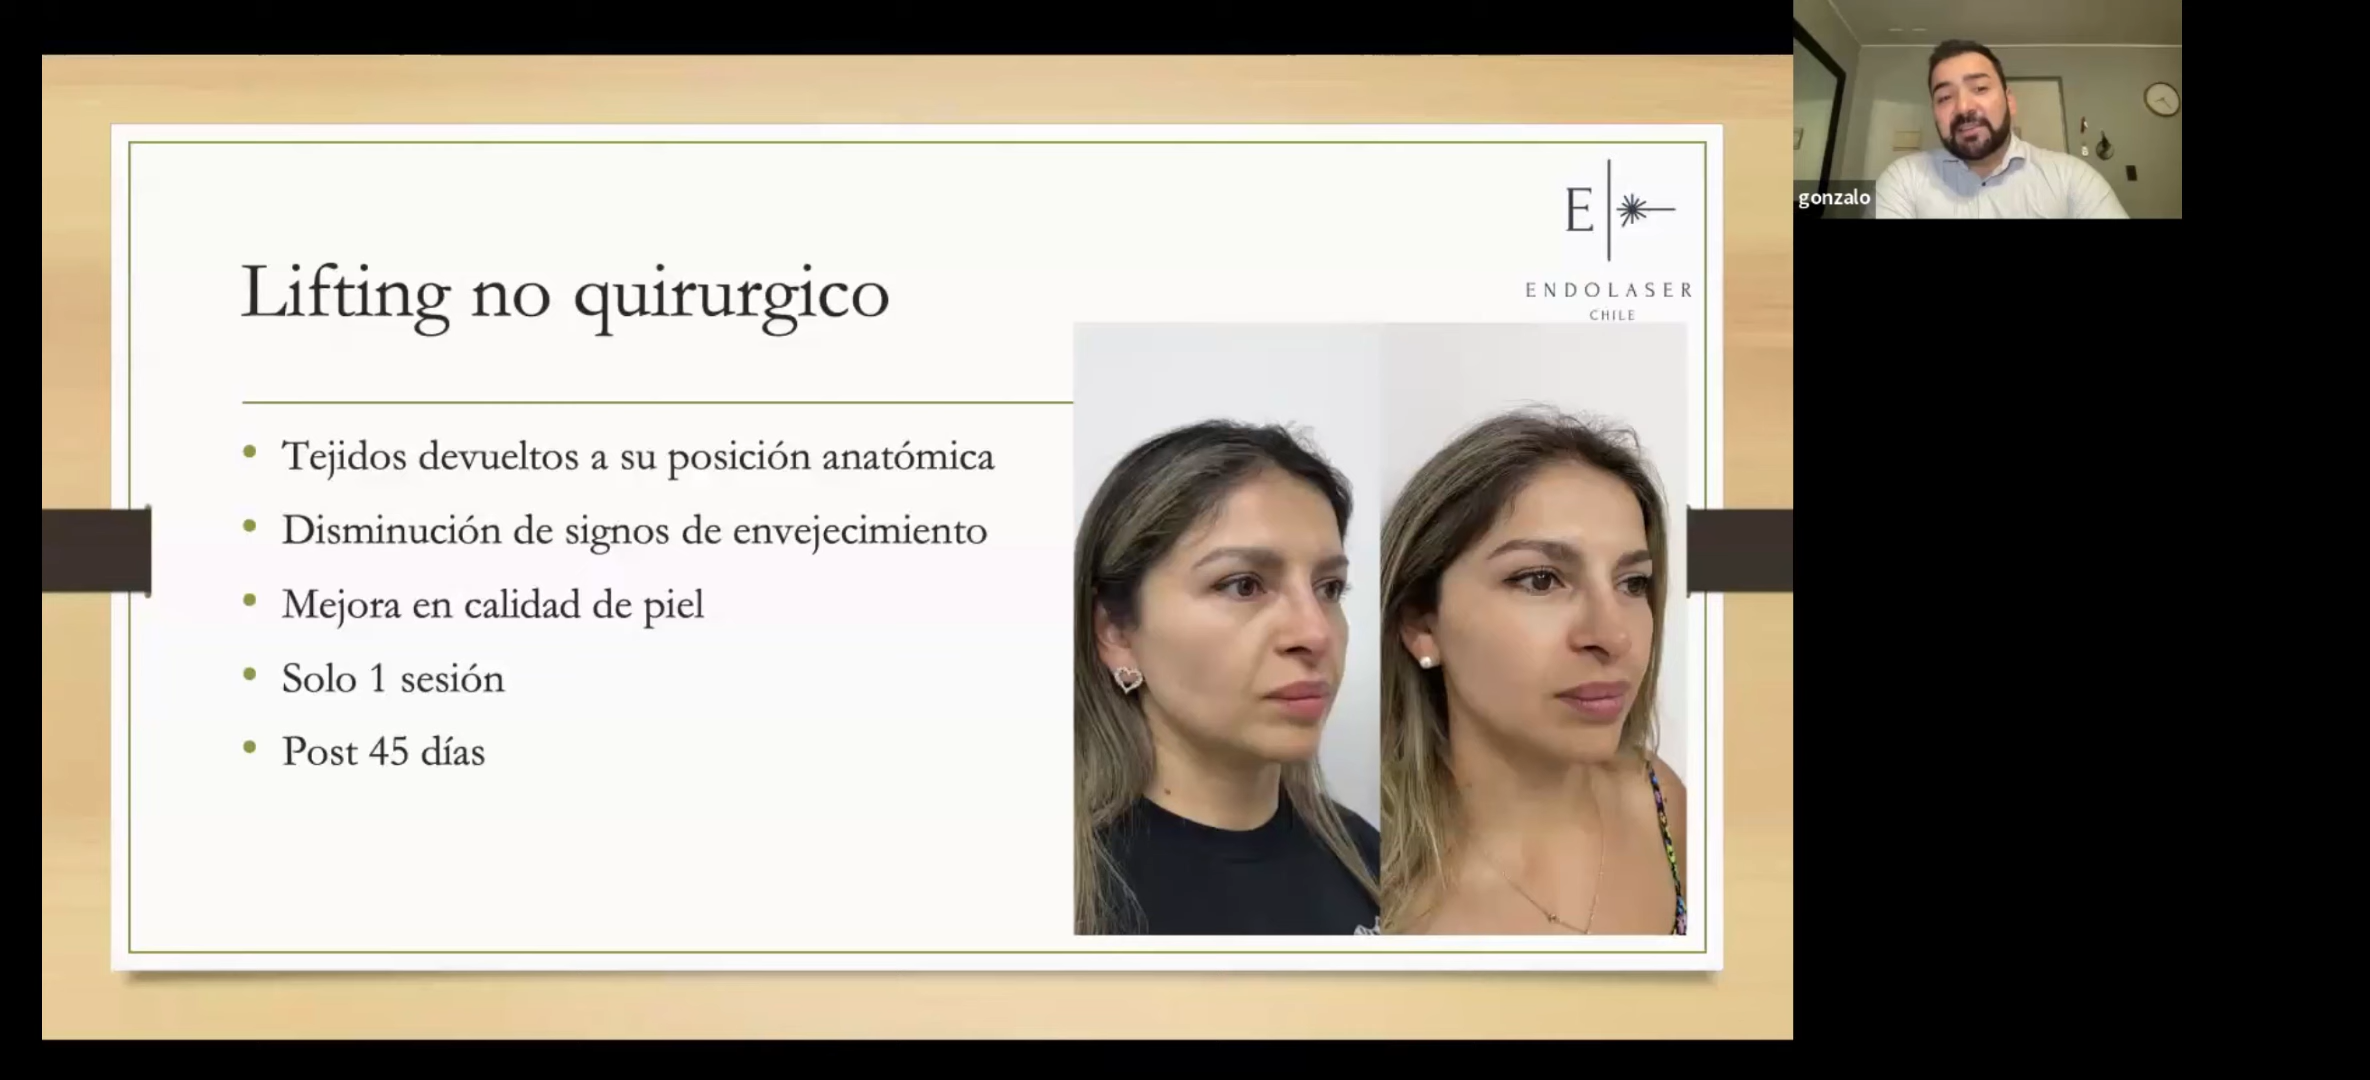 Lifting no quirurgico
E
ENDOLASER
CHILE
Tejidos devueltos a su posición anatómica
Disminución de signos de envejecimiento
Mejora en calidad de piel
Solo 1 sesión
Post 45 días
gonzalo